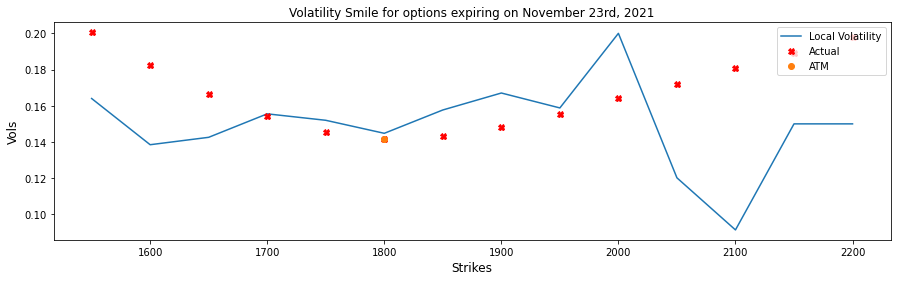 Volatility Smile for options expiring on November 23rd, 2021
Local Volatility
Actual
ATM
0.20
0.18
0.16
0.14
0.12
0.10
Vols
1600
1700
1800
1900
2000
2100
2200
Strikes